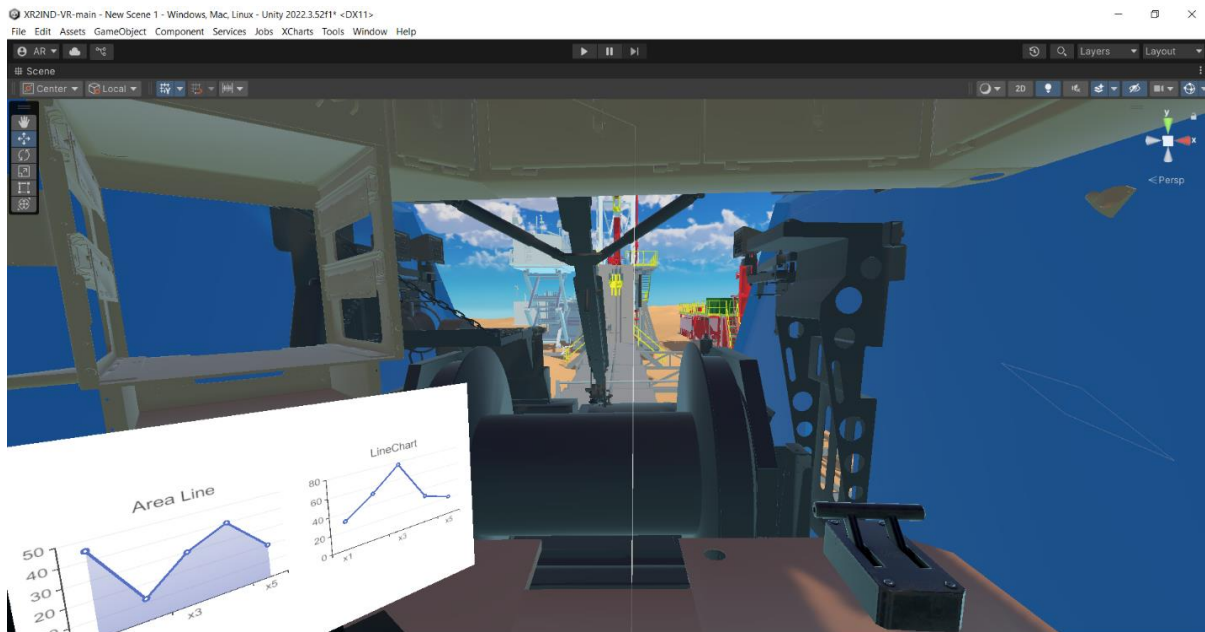 XR2IND-VR-main - New Scene 1 - Windows, Mac, Linux - Unity 2022.3.52f1* <DX11>
File Edit Assets GameObject Component Services Jobs XCharts Tools Window Help
AR Layers Layout
Scene
Center Local 2D
y
x
Persp
LineChart
80
60
40
20
0
x1 x3 x5
Area Line
50
40
30
20
x3 x5